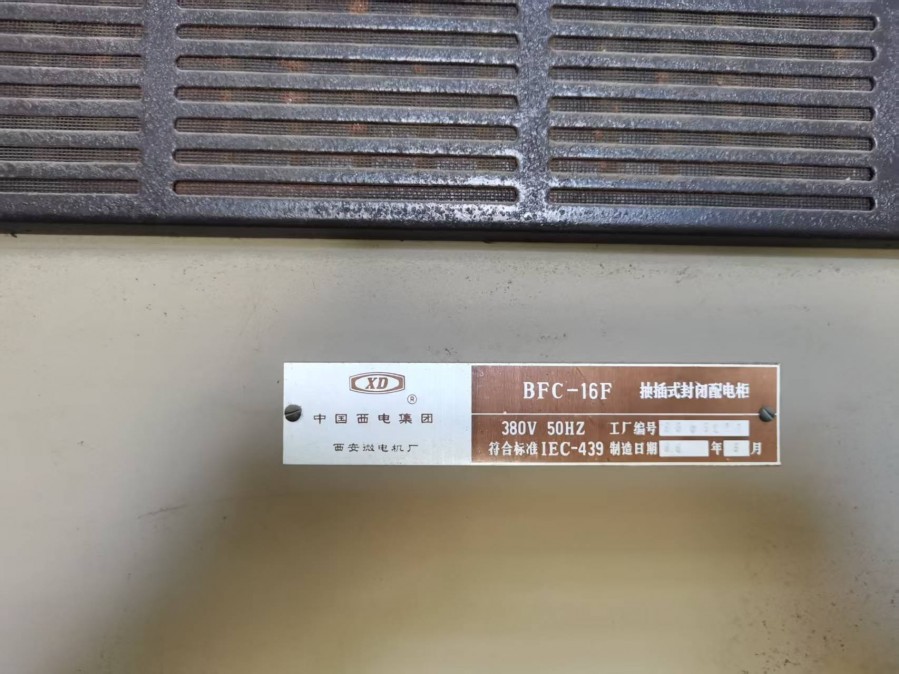 XD
®
中国西电集团
西安微电机厂
BFC-16F 抽插式封闭配电柜
380V 50HZ 工厂编号
符合标准IEC-439 制造日期 年 月